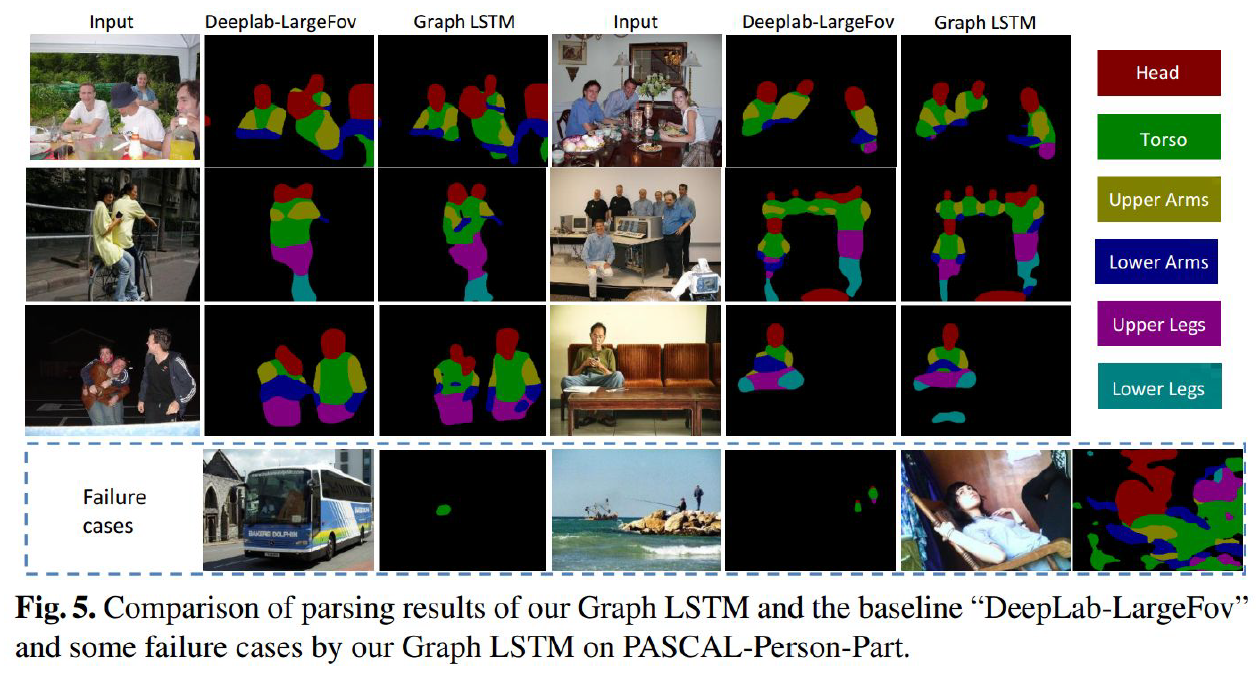 Input Deeplab-LargeFov Graph LSTM Input Deeplab-LargeFov Graph LSTM
Head
Torso
Upper Arms
Lower Arms
Upper Legs
Lower Legs
Failure
cases
BAKERS DOLPHIN
Fig. 5. Comparison of parsing results of our Graph LSTM and the baseline “DeepLab-LargeFov”
and some failure cases by our Graph LSTM on PASCAL-Person-Part.